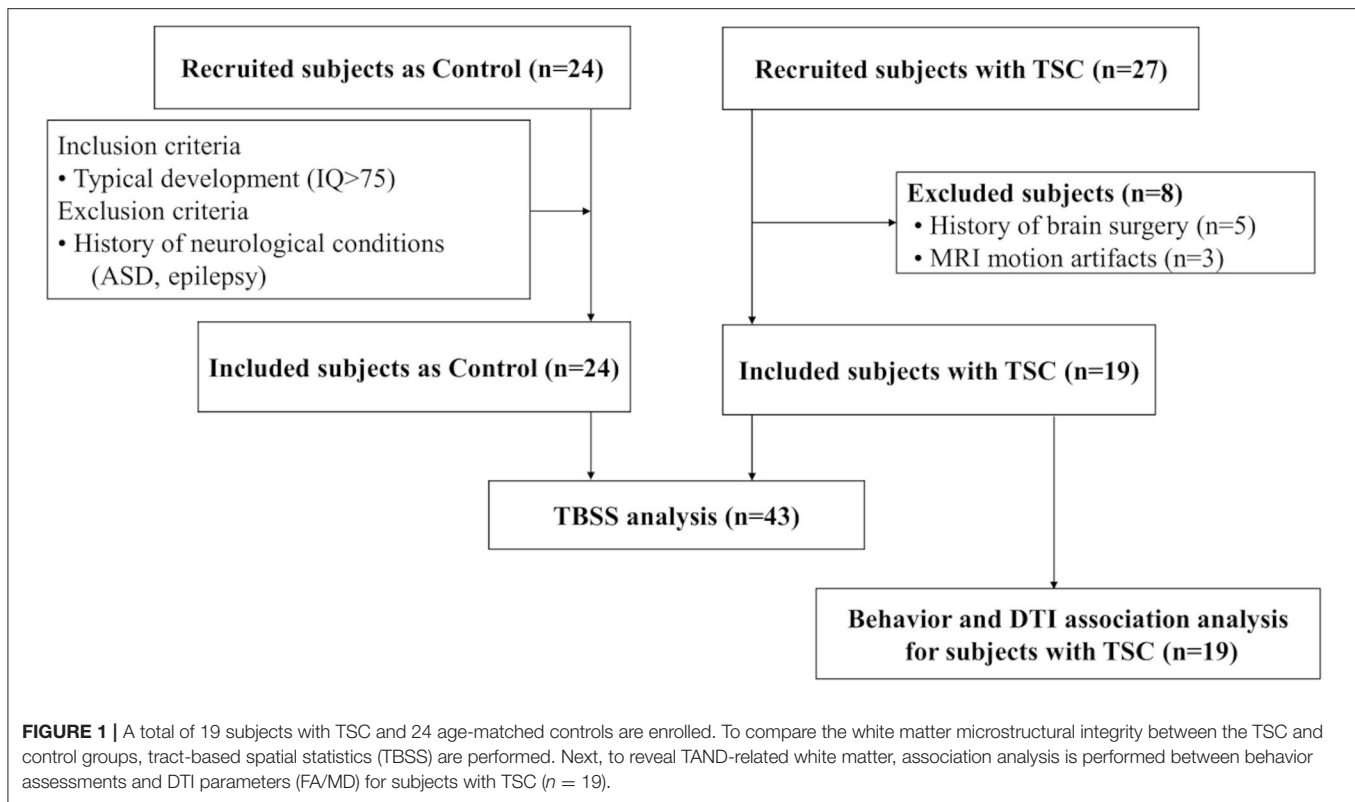 Recruited subjects as Control (n=24)
Recruited subjects with TSC (n=27)
Inclusion criteria
• Typical development (IQ>75)
Exclusion criteria
• History of neurological conditions
(ASD, epilepsy)
Excluded subjects (n=8)
• History of brain surgery (n=5)
• MRI motion artifacts (n=3)
Included subjects as Control (n=24)
Included subjects with TSC (n=19)
TBSS analysis (n=43)
Behavior and DTI association analysis
for subjects with TSC (n=19)
FIGURE 1 | A total of 19 subjects with TSC and 24 age-matched controls are enrolled. To compare the white matter microstructural integrity between the TSC and
control groups, tract-based spatial statistics (TBSS) are performed. Next, to reveal TAND-related white matter, association analysis is performed between behavior
assessments and DTI parameters (FA/MD) for subjects with TSC (n = 19).